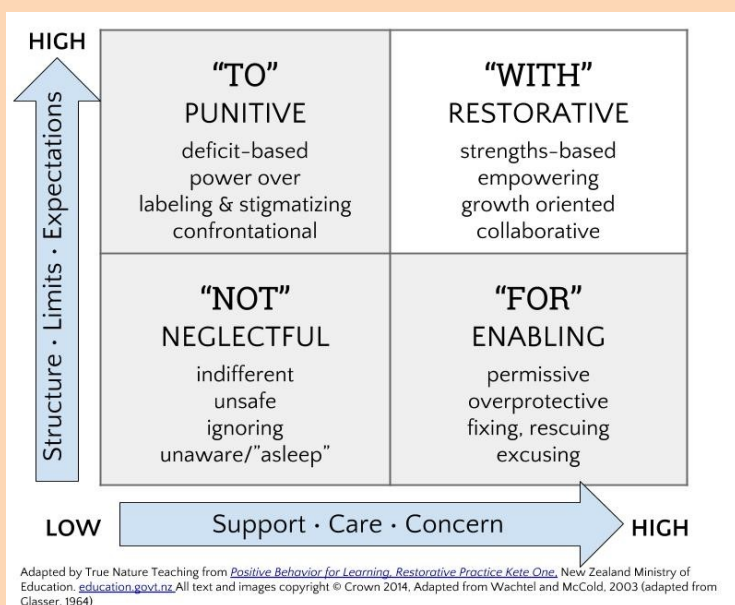 HIGH
Structure · Limits · Expectations
“TO”
PUNITIVE
deficit-based
power over
labeling & stigmatizing
confrontational
“WITH”
RESTORATIVE
strengths-based
empowering
growth oriented
collaborative
“NOT”
NEGLECTFUL
indifferent
unsafe
ignoring
unaware/”asleep”
“FOR”
ENABLING
permissive
overprotective
fixing, rescuing
excusing
LOW
Support · Care · Concern
HIGH
Adapted by True Nature Teaching from Positive Behavior for Learning, Restorative Practice Kete One, New Zealand Ministry of
Education. education.govt.nz All text and images copyright © Crown 2014, Adapted from Wachtel and McCold, 2003 (adapted from
Glasser, 1964)